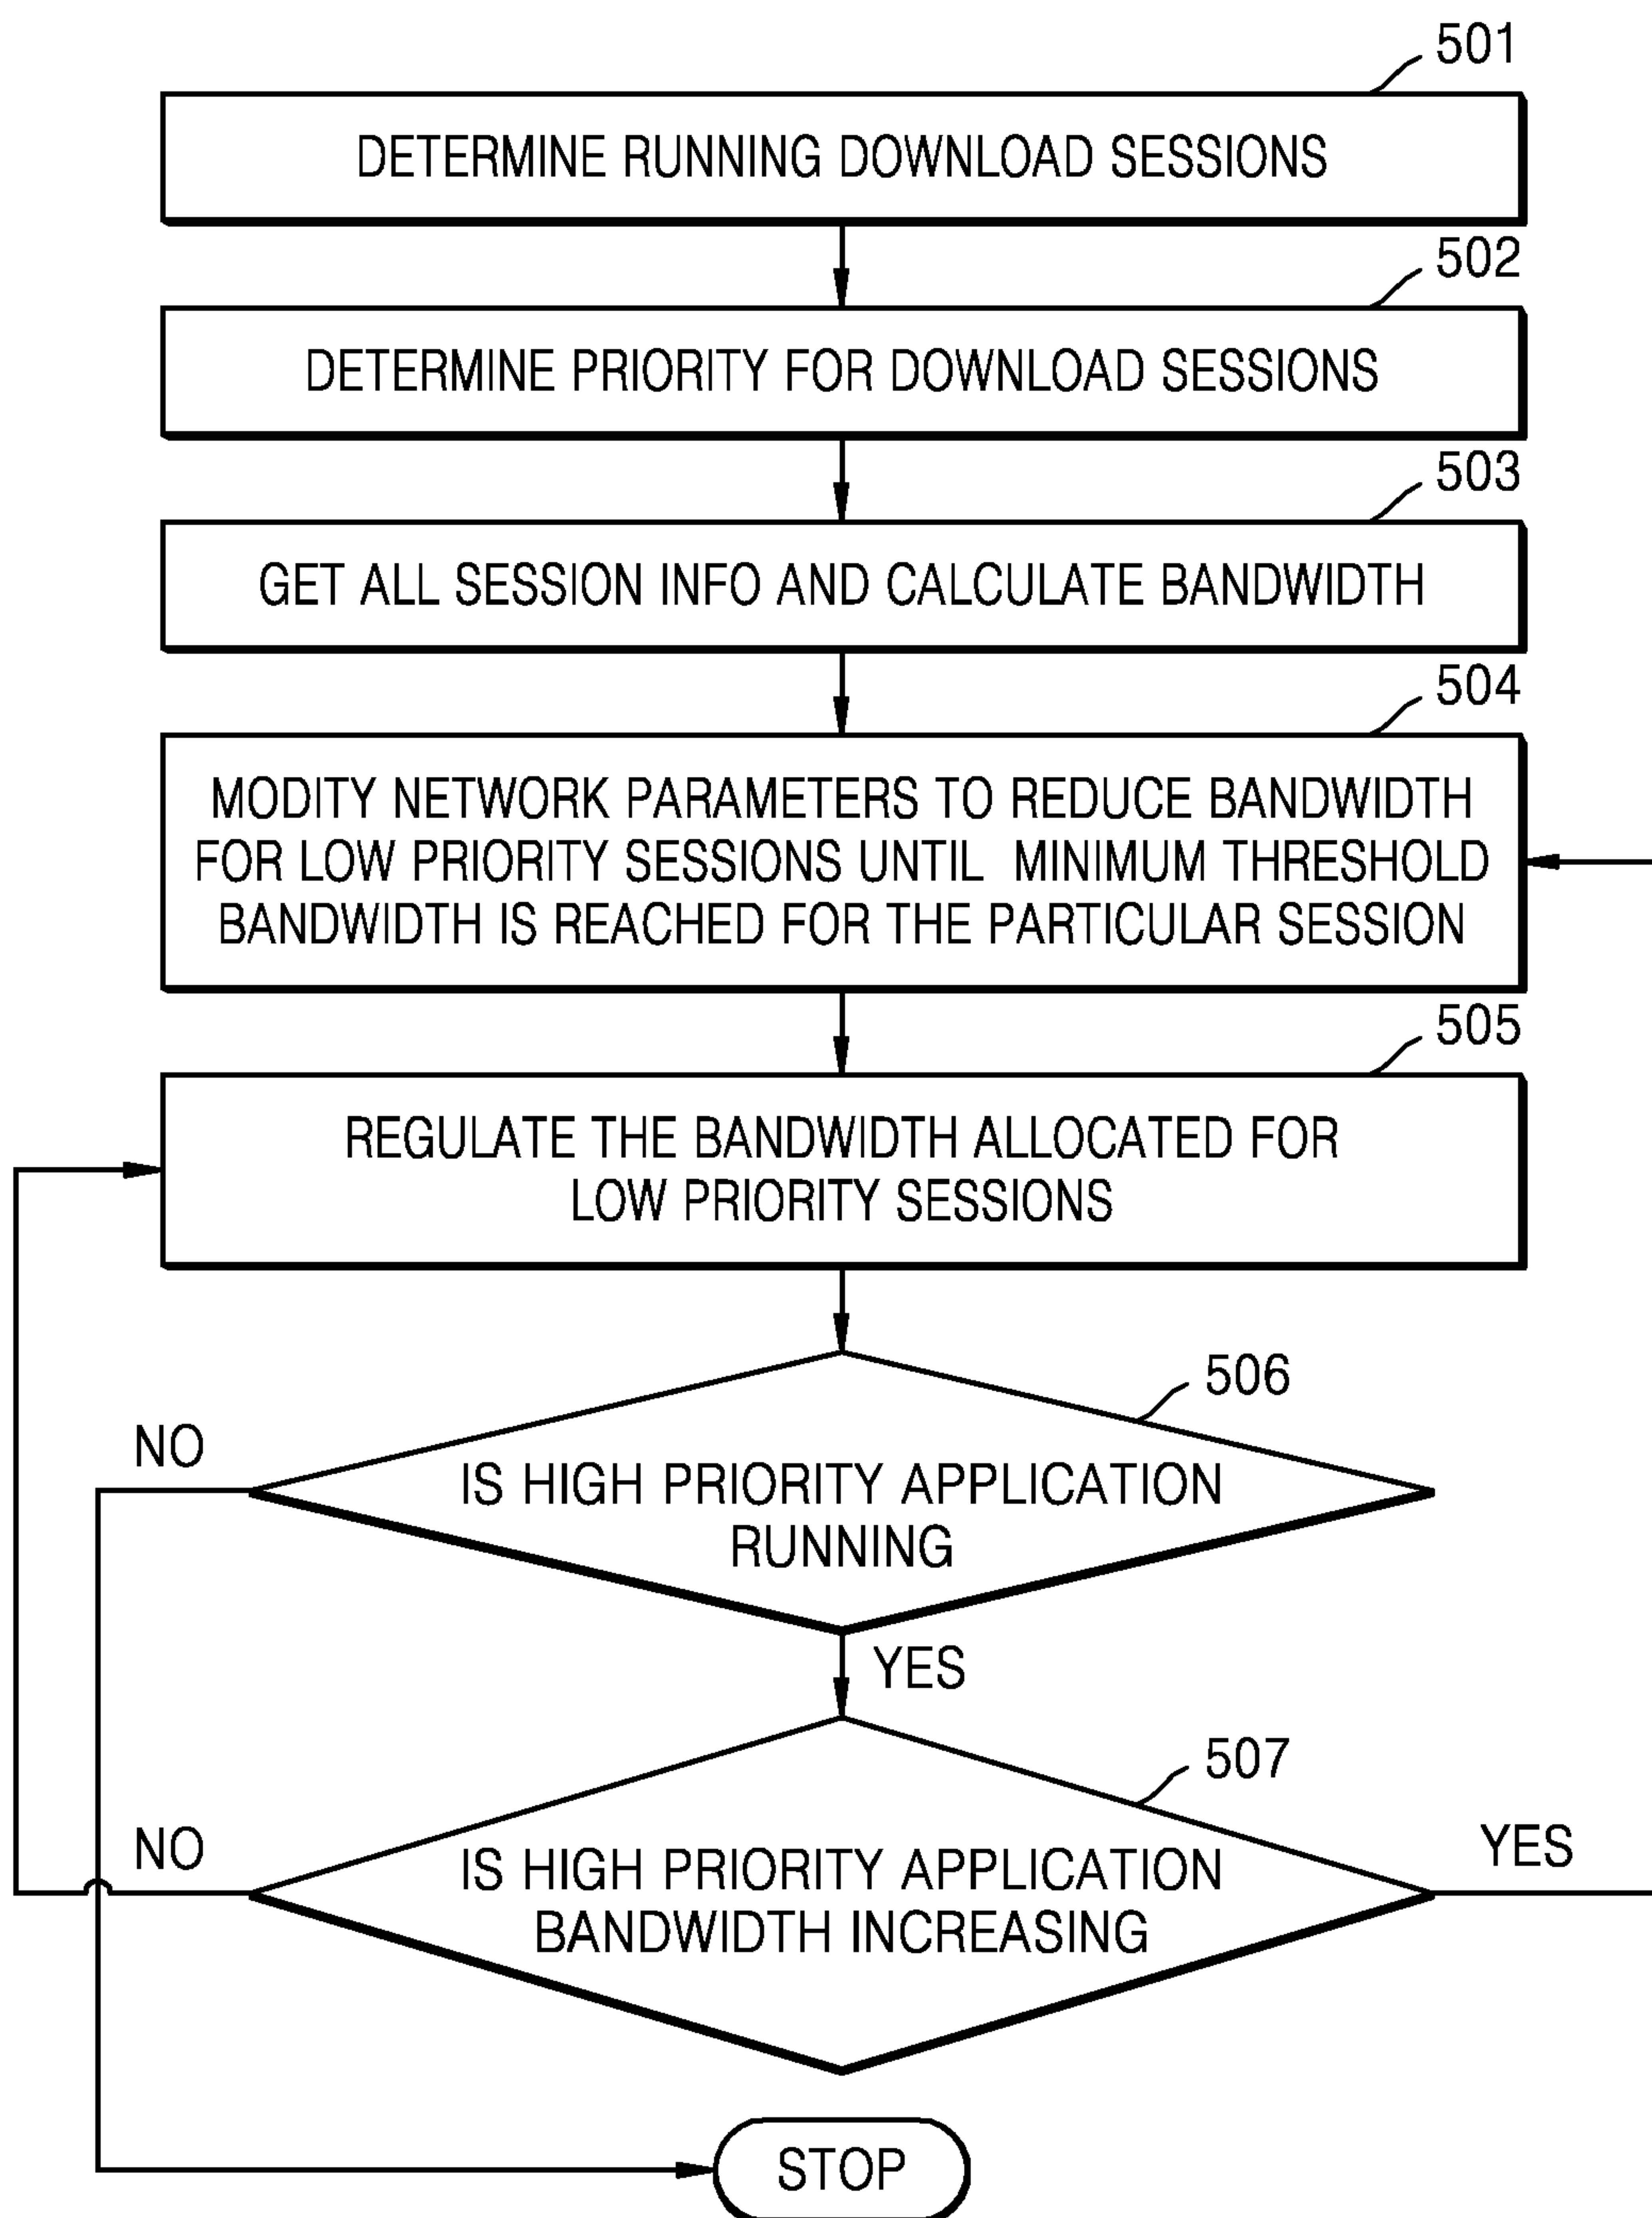 501
DETERMINE RUNNING DOWNLOAD SESSIONS
502
DETERMINE PRIORITY FOR DOWNLOAD SESSIONS
503
GET ALL SESSION INFO AND CALCULATE BANDWIDTH
504
MODITY NETWORK PARAMETERS TO REDUCE BANDWIDTH
FOR LOW PRIORITY SESSIONS UNTIL MINIMUM THRESHOLD
BANDWIDTH IS REACHED FOR THE PARTICULAR SESSION
505
REGULATE THE BANDWIDTH ALLOCATED FOR
LOW PRIORITY SESSIONS
506
NO
IS HIGH PRIORITY APPLICATION
RUNNING
YES
507
NO
YES
IS HIGH PRIORITY APPLICATION
BANDWIDTH INCREASING
STOP